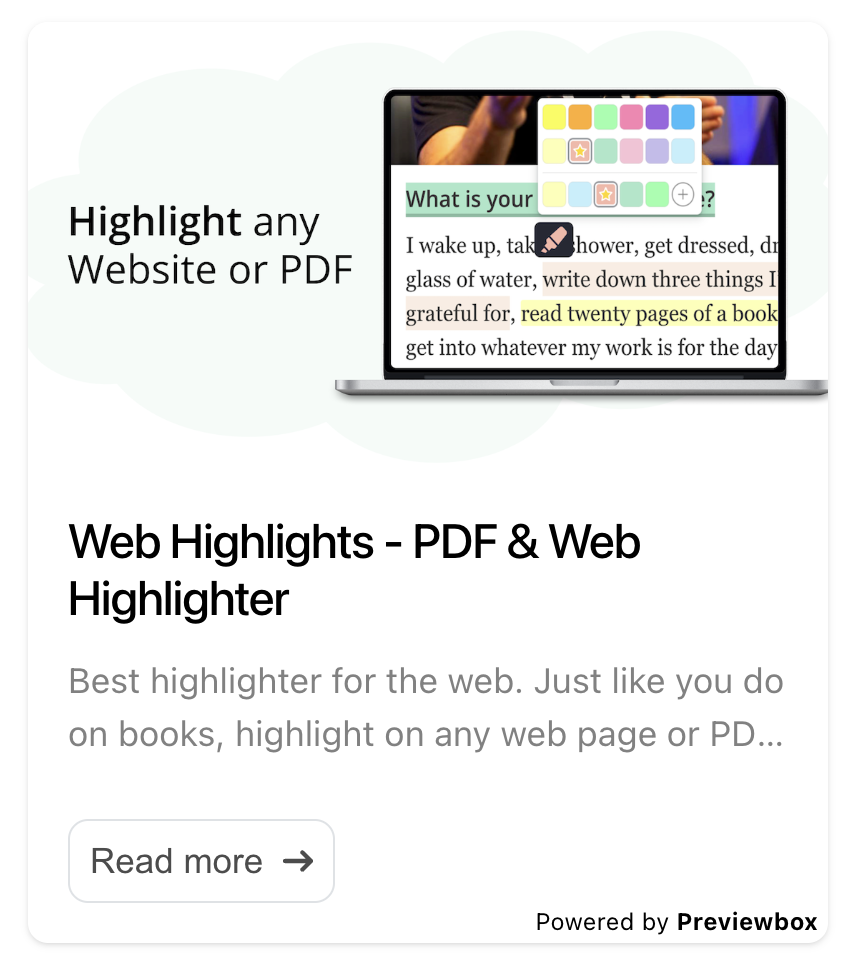 Highlight any
Website or PDF
What is your e?
I wake up, tak shower, get dressed, dr
glass of water, write down three things I
grateful for, read twenty pages of a book
get into whatever my work is for the day
Web Highlights - PDF & Web
Highlighter
Best highlighter for the web. Just like you do
on books, highlight on any web page or PD...
Read more →
Powered by Previewbox